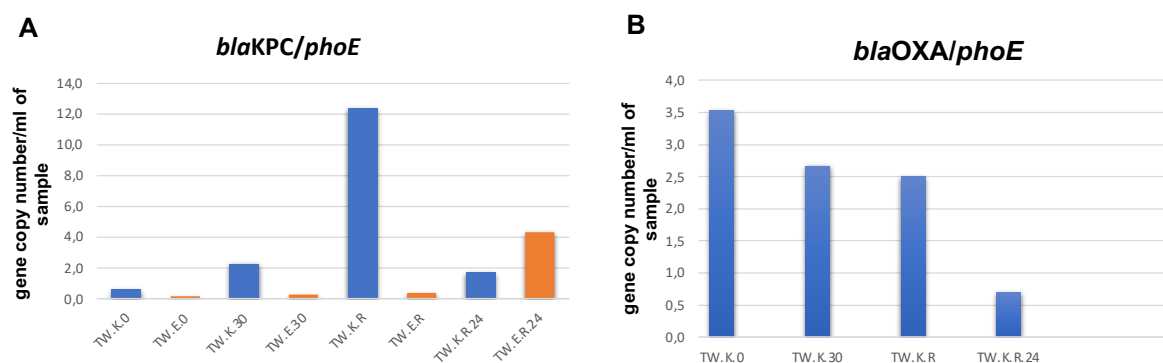 A
blaKPC/phoE
gene copy number/ml of
sample
14,0
12,0
10,0
8,0
6,0
4,0
2,0
0,0
TW.K.0
TW.E.0
TW.K.30
TW.E.30
TW.K.R
TW.E.R
TW.K.R.24
TW.E.R.24
B
blaOXA/phoE
gene copy number/ml of
sample
4,0
3,5
3,0
2,5
2,0
1,5
1,0
0,5
0,0
TW.K.0
TW.K.30
TW.K.R
TW.K.R.24